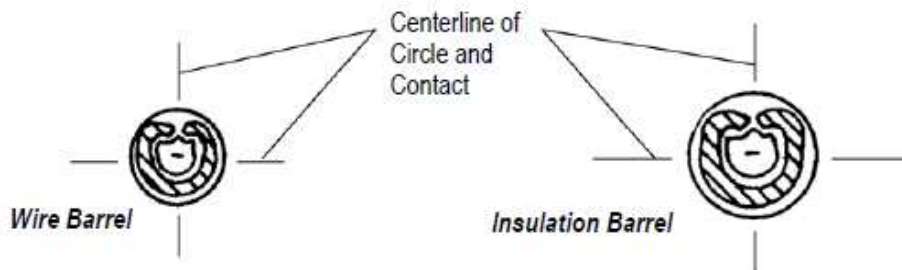 Centerline of
Circle and
Contact
Wire Barrel
Insulation Barrel